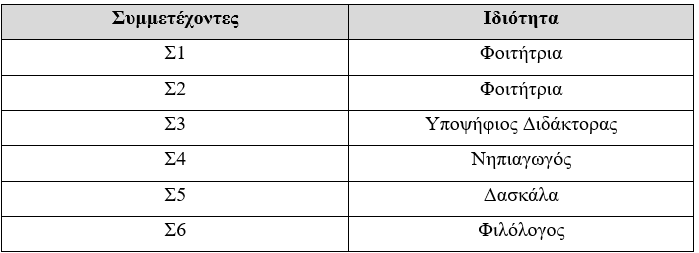 Συμμετέχοντες Ιδιότητα
Σ1 Φοιτήτρια
Σ2 Φοιτήτρια
Σ3 Υποψήφιος Διδάκτορας
Σ4 Νηπιαγωγός
Σ5 Δασκάλα
Σ6 Φιλόλογος